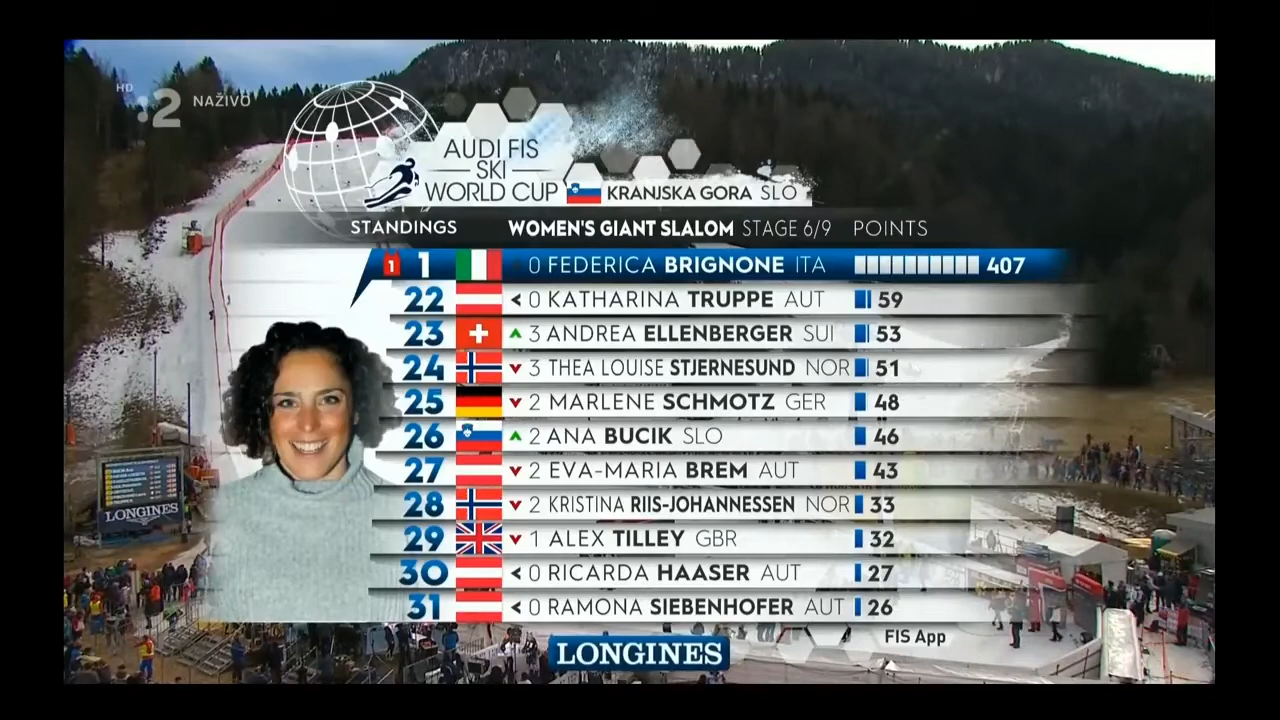 HD
:2 NAŽIVO
AUDI FIS
SKI
WORLD CUP
KRANJSKA GORA SLO
STANDINGS WOMEN'S GIANT SLALOM STAGE 6/9 POINTS
1 1 0 FEDERICA BRIGNONE ITA 407
22 < 0 KATHARINA TRUPPE AUT 59
23 3 ANDREA ELLENBERGER SUI 53
24 3 THEA LOUISE STJERNESUND NOR 51
25 2 MARLENE SCHMOTZ GER 48
26 2 ANA BUCIK SLO 46
27 2 EVA-MARIA BREM AUT 43
28 2 KRISTINA RIIS-JOHANNESSEN NOR 33
29 1 ALEX TILLEY GBR 32
30 < 0 RICARDA HAASER AUT 27
31 < 0 RAMONA SIEBENHOFER AUT 26
LONGINES
FIS App
LONGINES